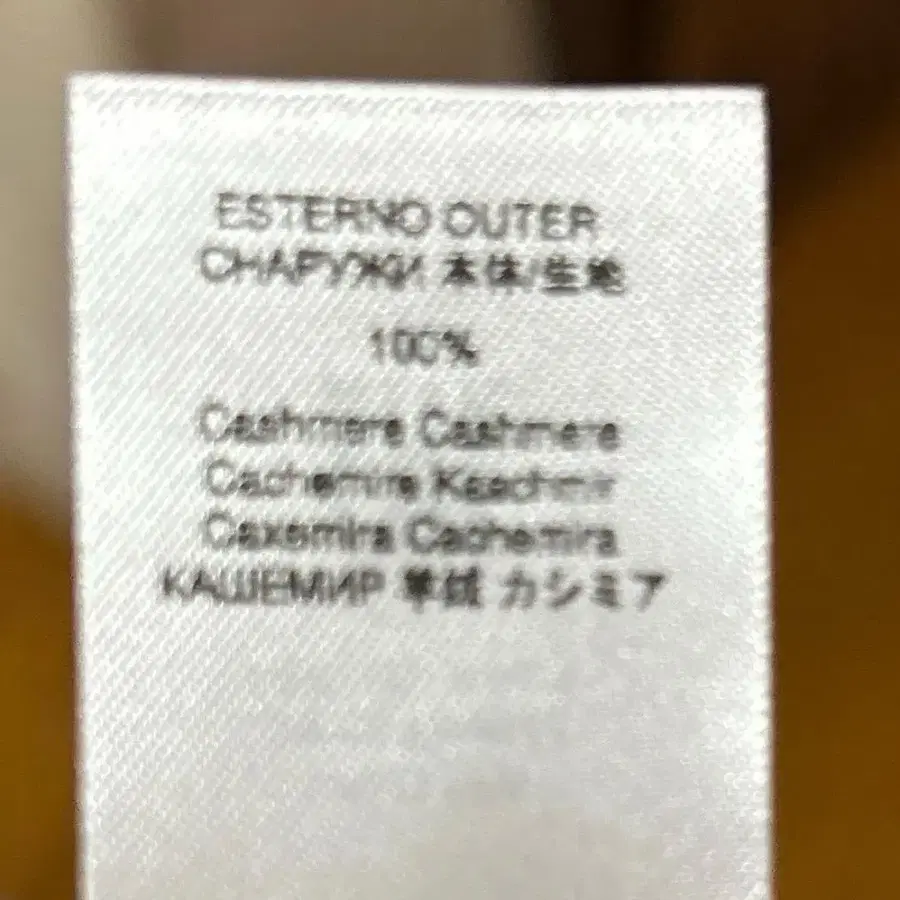 ESTERNO OUTER
СНАРУЖИ 本体/生地
100%
Cashmere Cashmere
Cachemire Kaschmir
Caxemira Cachemira
КАШЕМИР 羊绒 カシミア